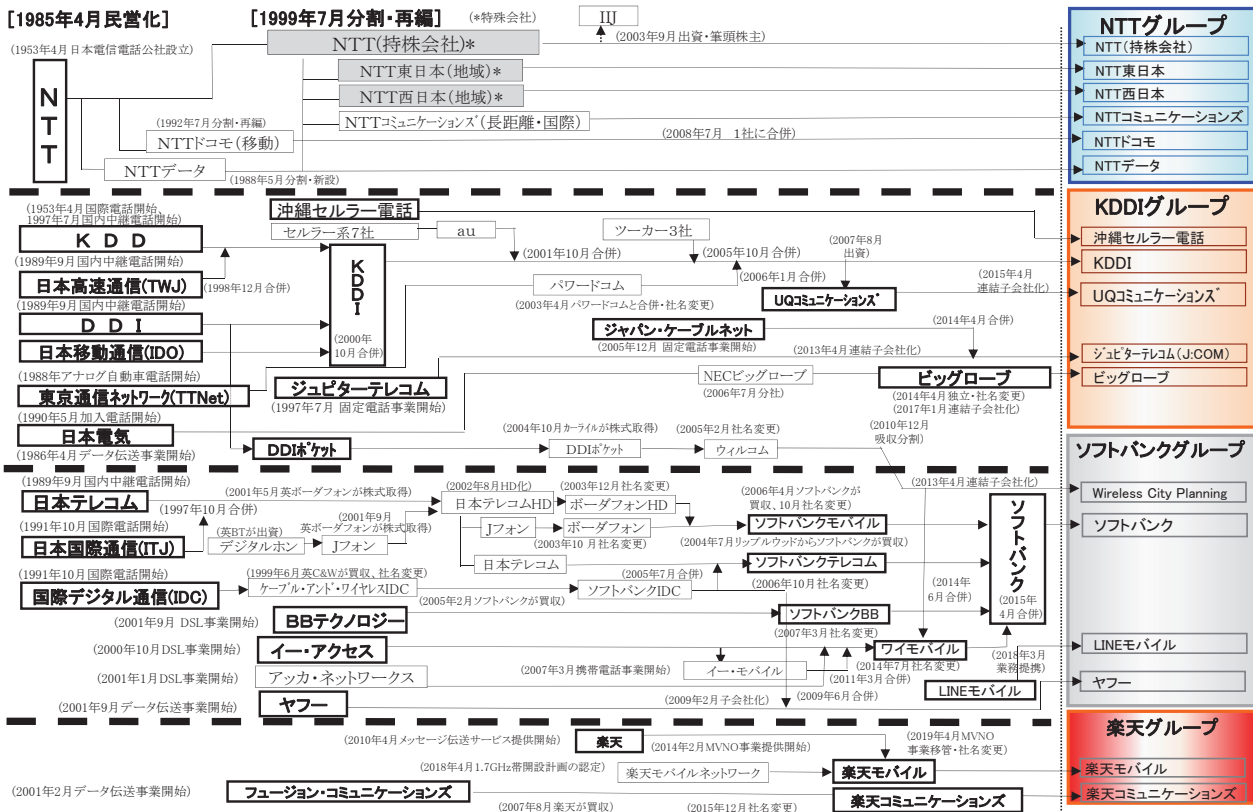 [1985年4月民営化]
[1999年7月分割・再編]
(*特殊会社)
IIJ
(2003年9月出資・筆頭株主)
(1953年4月日本電信電話公社設立)
NTT
NTT(持株会社)*
NTT東日本(地域)*
NTT西日本(地域)*
NTTコミュニケーションズ(長距離・国際)
(1992年7月分割・再編)
NTTドコモ(移動)
(2008年7月 1社に合併)
NTTデータ
(1988年5月分割・新設)
NTTグループ
NTT(持株会社)
NTT東日本
NTT西日本
NTTコミュニケーションズ
NTTドコモ
NTTデータ
(1953年4月国際電話開始、
1997年7月国内中継電話開始)
KDD
(1989年9月国内中継電話開始)
日本高速通信(TWJ)
(1998年12月合併)
(1989年9月国内中継電話開始)
DDI
日本移動通信(IDO)
(1988年アナログ自動車電話開始)
東京通信ネットワーク(TTNet)
(1990年5月加入電話開始)
日本電気
(1986年4月データ伝送事業開始)
沖縄セルラー電話
セルラー系7社
au
KDDI
(2000年
10月合併)
(2001年10月合併)
ツーカー3社
(2005年10月合併)
(2007年8月
出資)
パワードコム
(2006年1月合併)
(2003年4月パワードコムと合併・社名変更)
UQコミュニケーションズ
(2015年4月
連結子会社化)
ジャパン・ケーブルネット
(2005年12月 固定電話事業開始)
(2014年4月合併)
(2013年4月連結子会社化)
ジュピターテレコム
(1997年7月 固定電話事業開始)
NECビッグローブ
(2006年7月分社)
ビッグローブ
(2014年4月独立・社名変更)
(2017年1月連結子会社化)
DDIポケット
(2004年10月カーライルが株式取得)
DDIポケット
(2005年2月社名変更)
ウィルコム
(2010年12月
吸収分割)
KDDIグループ
沖縄セルラー電話
KDDI
UQコミュニケーションズ
ジュピターテレコム(J:COM)
ビッグローブ
(1989年9月国内中継電話開始)
日本テレコム
(2001年5月英ボーダフォンが株式取得)
(1991年10月国際電話開始)
(1997年10月合併)
日本国際通信(ITJ)
(英BTが出資)
デジタルホン
Jフォン
(2001年9月
英ボーダフォンが株式取得)
(2002年8月HD化)
日本テレコムHD
(2003年12月社名変更)
ボーダフォンHD
Jフォン
ボーダフォン
(2003年10月社名変更)
日本テレコム
(2006年4月ソフトバンクが
買収、10月社名変更)
ソフトバンクモバイル
(2004年7月リップルウッドからソフトバンクが買収)
ソフトバンクテレコム
(2006年10月社名変更)
(1991年10月国際電話開始)
国際デジタル通信(IDC)
(1999年6月英C&Wが買収、社名変更)
ケーブル・アンド・ワイヤレスIDC
(2005年2月ソフトバンクが買収)
ソフトバンクIDC
(2005年7月合併)
(2001年9月 DSL事業開始)
BBテクノロジー
ソフトバンクBB
(2007年3月社名変更)
(2013年4月連結子会社化)
ソフトバンク
(2014年
6月合併)
(2015年
4月合併)
(2000年10月DSL事業開始)
イー・アクセス
(2001年1月DSL事業開始)
アッカ・ネットワークス
(2007年3月携帯電話事業開始)
イー・モバイル
ワイモバイル
(2014年7月社名変更)
(2011年3月合併)
(2009年6月合併)
(2009年2月子会社化)
(2018年3月
業務提携)
LINEモバイル
(2001年9月データ伝送事業開始)
ヤフー
ソフトバンクグループ
Wireless City Planning
ソフトバンク
LINEモバイル
ヤフー
(2010年4月メッセージ伝送サービス提供開始)
楽天
(2014年2月MVNO事業提供開始)
(2019年4月MVNO
事業移管・社名変更)
(2018年4月1.7GHz帯開設計画の認定)
楽天モバイルネットワーク
楽天モバイル
(2001年2月データ伝送事業開始)
フュージョン・コミュニケーションズ
(2007年8月楽天が買収)
(2015年12月社名変更)
楽天コミュニケーションズ
楽天グループ
楽天モバイル
楽天コミュニケーションズ